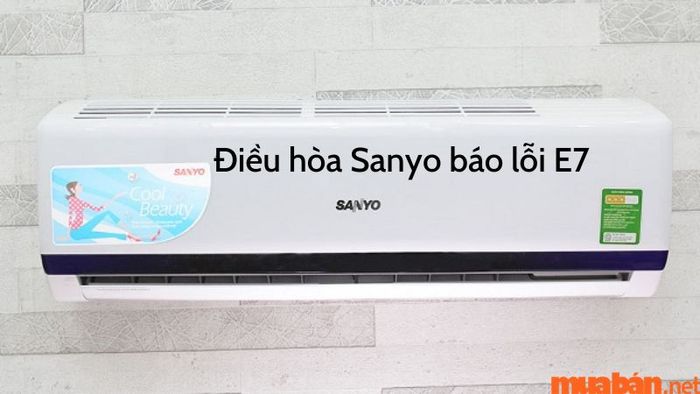 Điều hòa Sanyo báo lỗi E7
SANYO
Cool
Beauty
SANYO
muaban.net